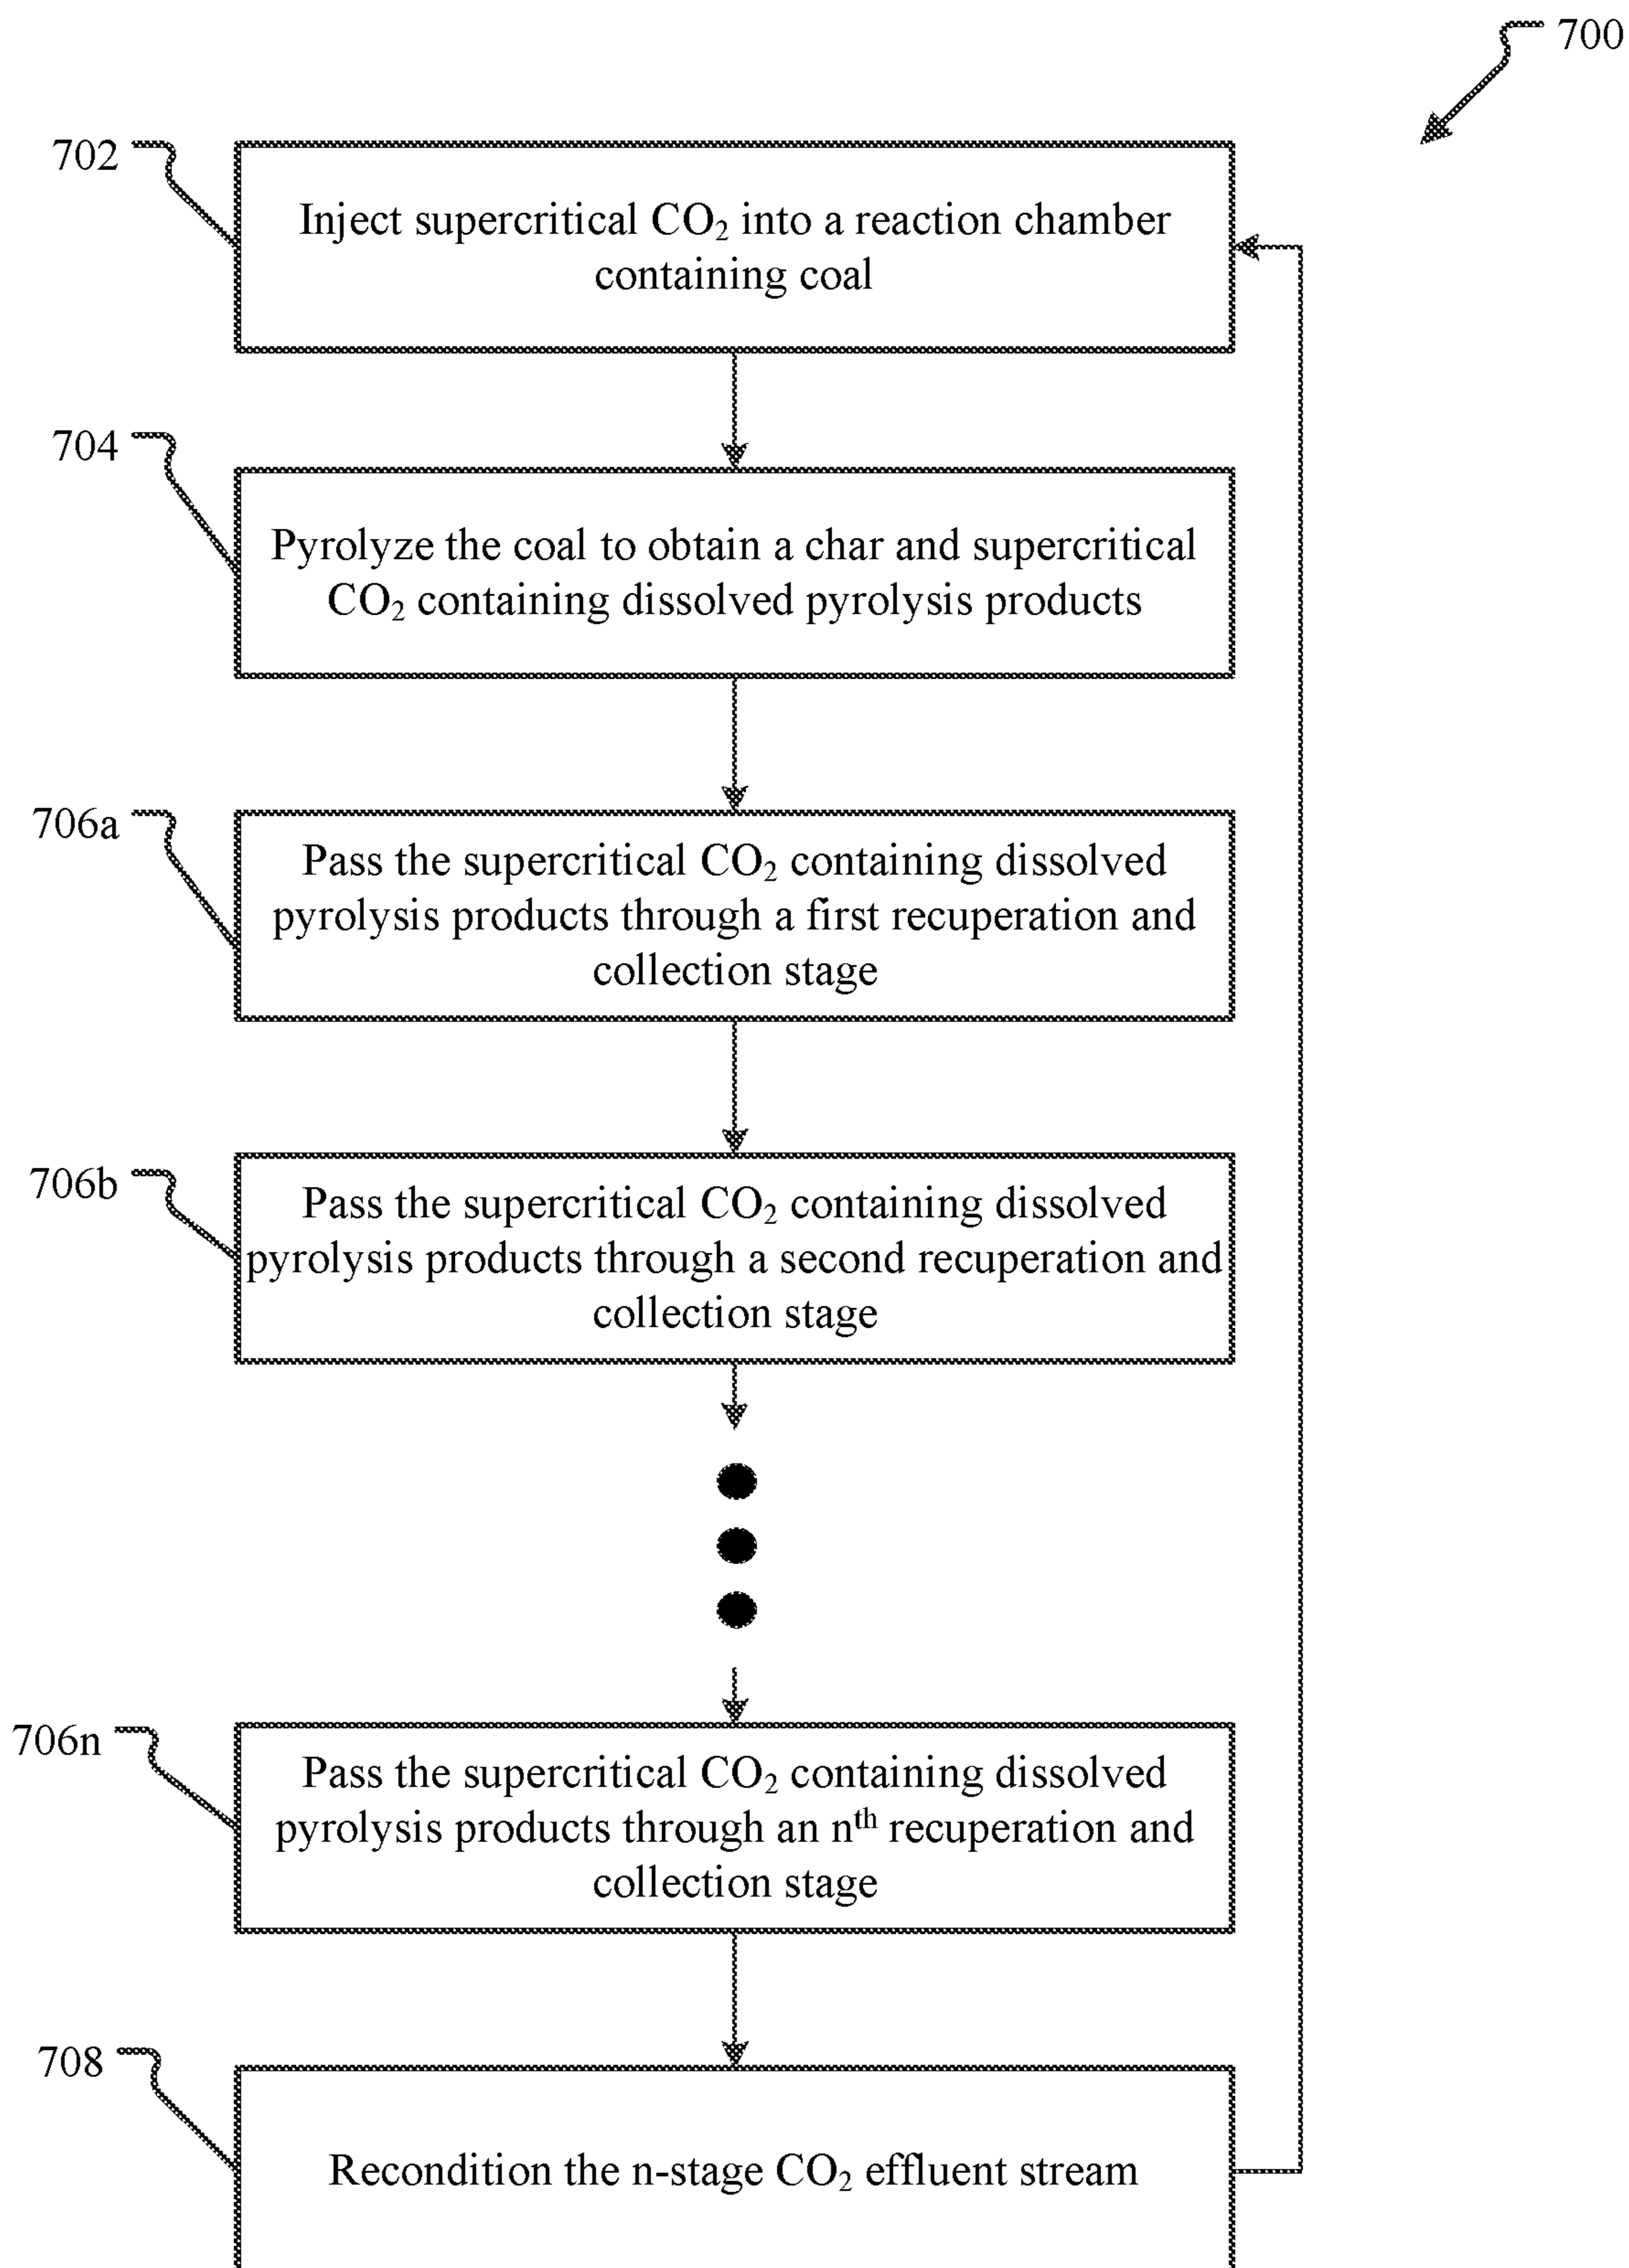 700
702
Inject supercritical CO₂ into a reaction chamber
containing coal
704
Pyrolyze the coal to obtain a char and supercritical
CO₂ containing dissolved pyrolysis products
706a
Pass the supercritical CO₂ containing dissolved
pyrolysis products through a first recuperation and
collection stage
706b
Pass the supercritical CO₂ containing dissolved
pyrolysis products through a second recuperation and
collection stage
706n
Pass the supercritical CO₂ containing dissolved
pyrolysis products through an nᵗʰ recuperation and
collection stage
708
Recondition the n-stage CO₂ effluent stream